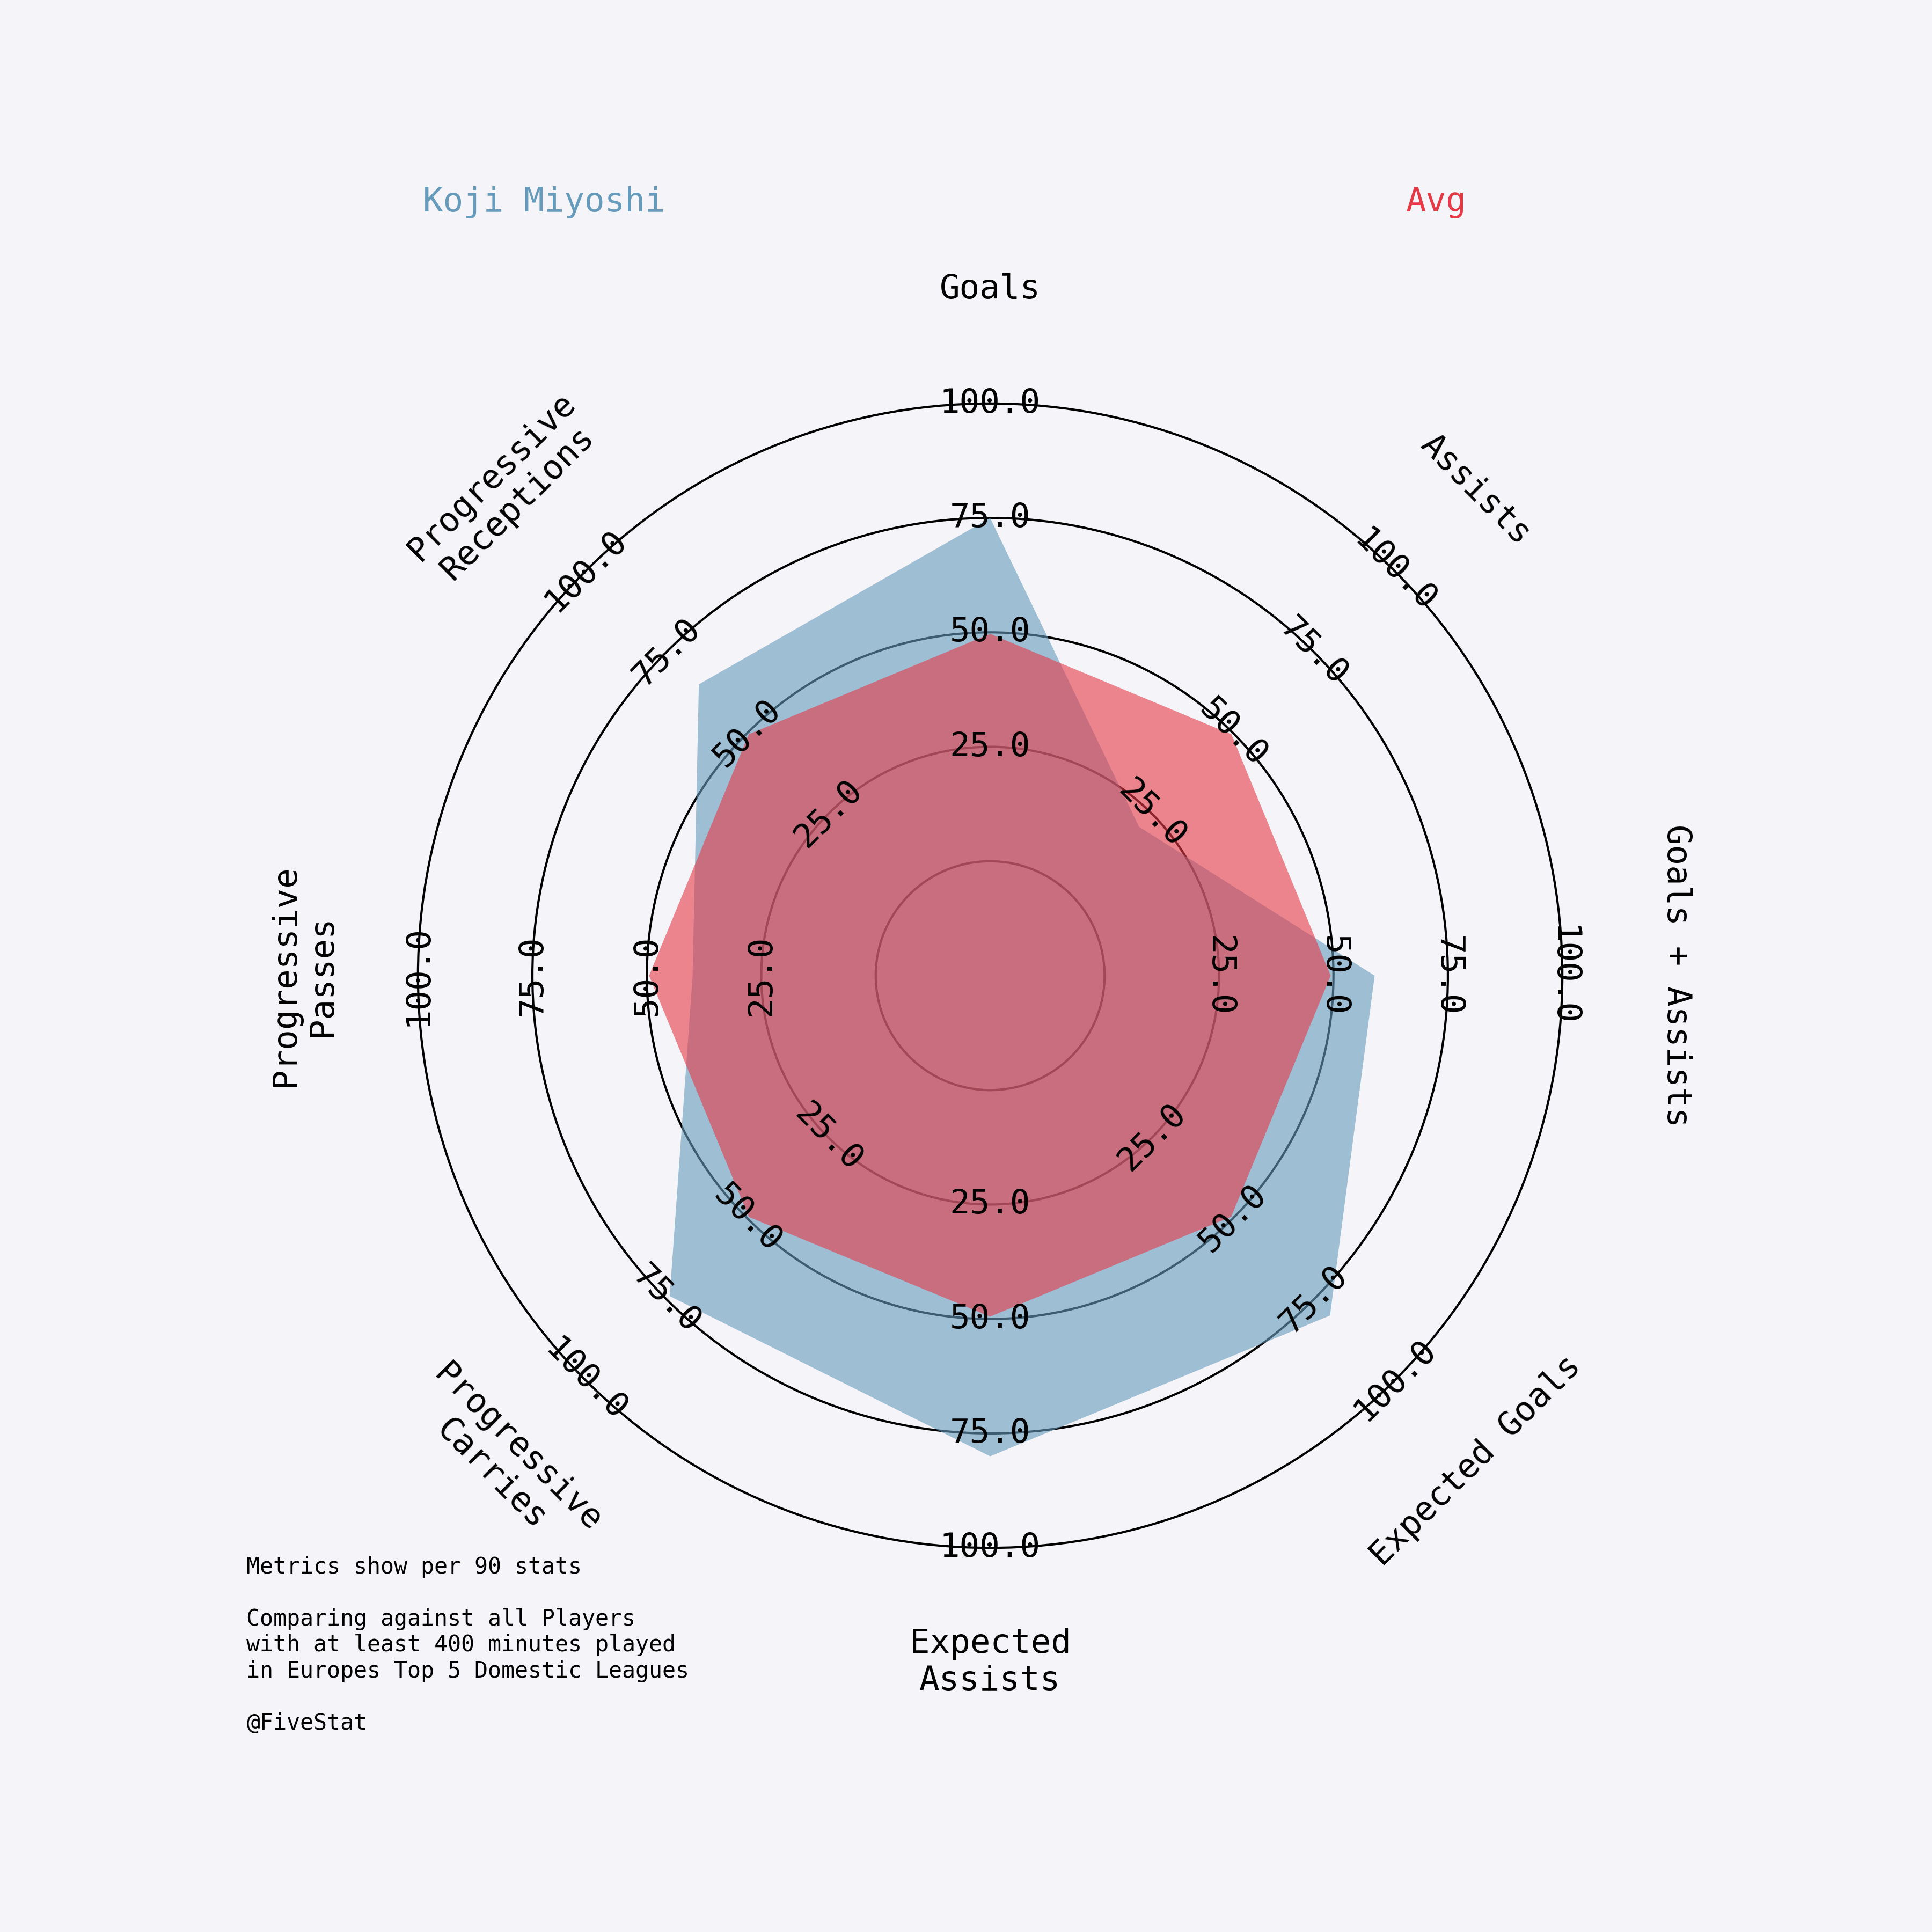 Koji Miyoshi
Avg
Goals
Assists
Goals + Assists
Expected Goals
Expected
Assists
Progressive
Carries
Progressive
Passes
Progressive
Receptions
25.0
50.0
75.0
100.0
25.0
50.0
75.0
100.0
25.0
50.0
75.0
100.0
25.0
50.0
75.0
100.0
25.0
50.0
75.0
100.0
25.0
50.0
75.0
100.0
25.0
50.0
75.0
100.0
25.0
50.0
75.0
100.0
Metrics show per 90 stats
Comparing against all Players
with at least 400 minutes played
in Europes Top 5 Domestic Leagues
@FiveStat